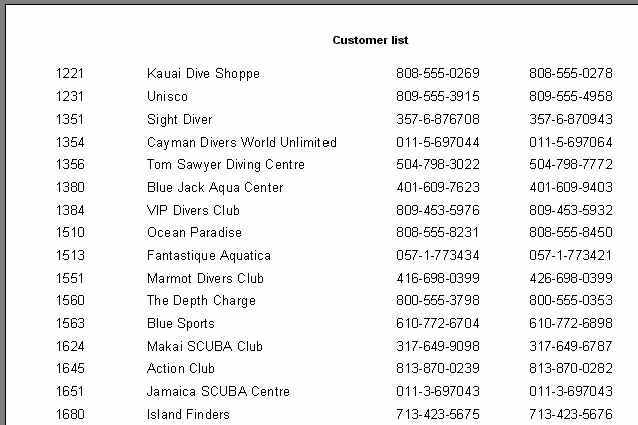 Customer list
1221 Kauai Dive Shoppe 808-555-0269 808-555-0278
1231 Unisco 809-555-3915 809-555-4958
1351 Sight Diver 357-6-876708 357-6-870943
1354 Cayman Divers World Unlimited 011-5-697044 011-5-697064
1356 Tom Sawyer Diving Centre 504-798-3022 504-798-7772
1380 Blue Jack Aqua Center 401-609-7623 401-609-9403
1384 VIP Divers Club 809-453-5976 809-453-5932
1510 Ocean Paradise 808-555-8231 808-555-8450
1513 Fantastique Aquatica 057-1-773434 057-1-773421
1551 Marmot Divers Club 416-698-0399 426-698-0399
1560 The Depth Charge 800-555-3798 800-555-0353
1563 Blue Sports 610-772-6704 610-772-6898
1624 Makai SCUBA Club 317-649-9098 317-649-6787
1645 Action Club 813-870-0239 813-870-0282
1651 Jamaica SCUBA Centre 011-3-697043 011-3-697043
1680 Island Finders 713-423-5675 713-423-5676